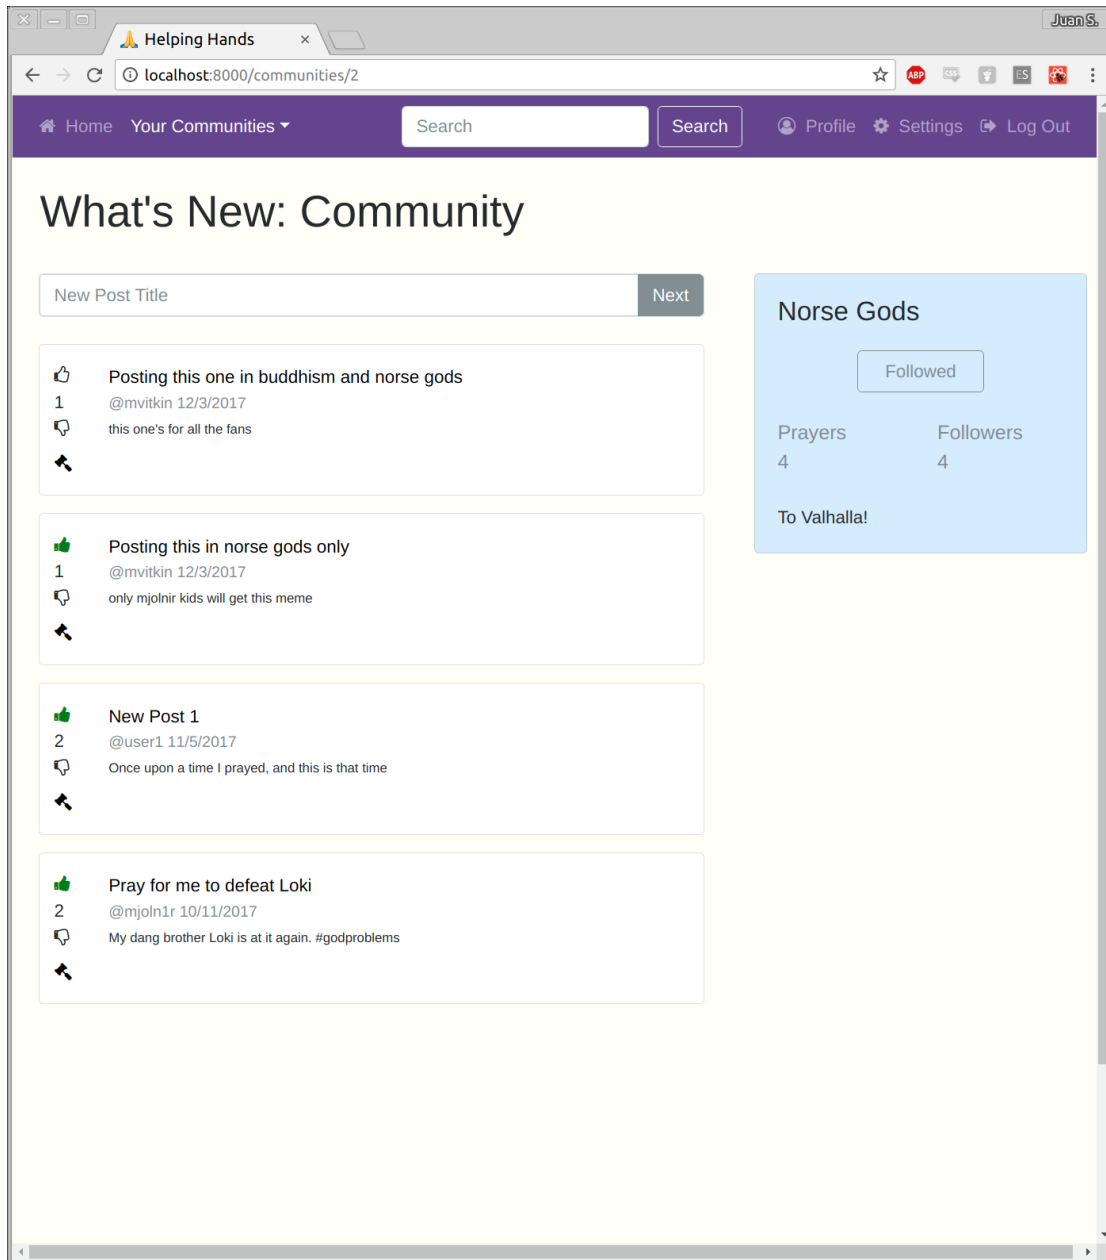 Juan S.
Helping Hands
localhost:8000/communities/2
ABP
CSS
ES
Home Your Communities Search Search Profile Settings Log Out
What's New: Community
New Post Title Next
Posting this one in buddhism and norse gods
1 @mvitkin 12/3/2017
this one's for all the fans
Posting this in norse gods only
1 @mvitkin 12/3/2017
only mjolnir kids will get this meme
New Post 1
2 @user1 11/5/2017
Once upon a time I prayed, and this is that time
Pray for me to defeat Loki
2 @mjoln1r 10/11/2017
My dang brother Loki is at it again. #godproblems
Norse Gods
Followed
Prayers Followers
4 4
To Valhalla!